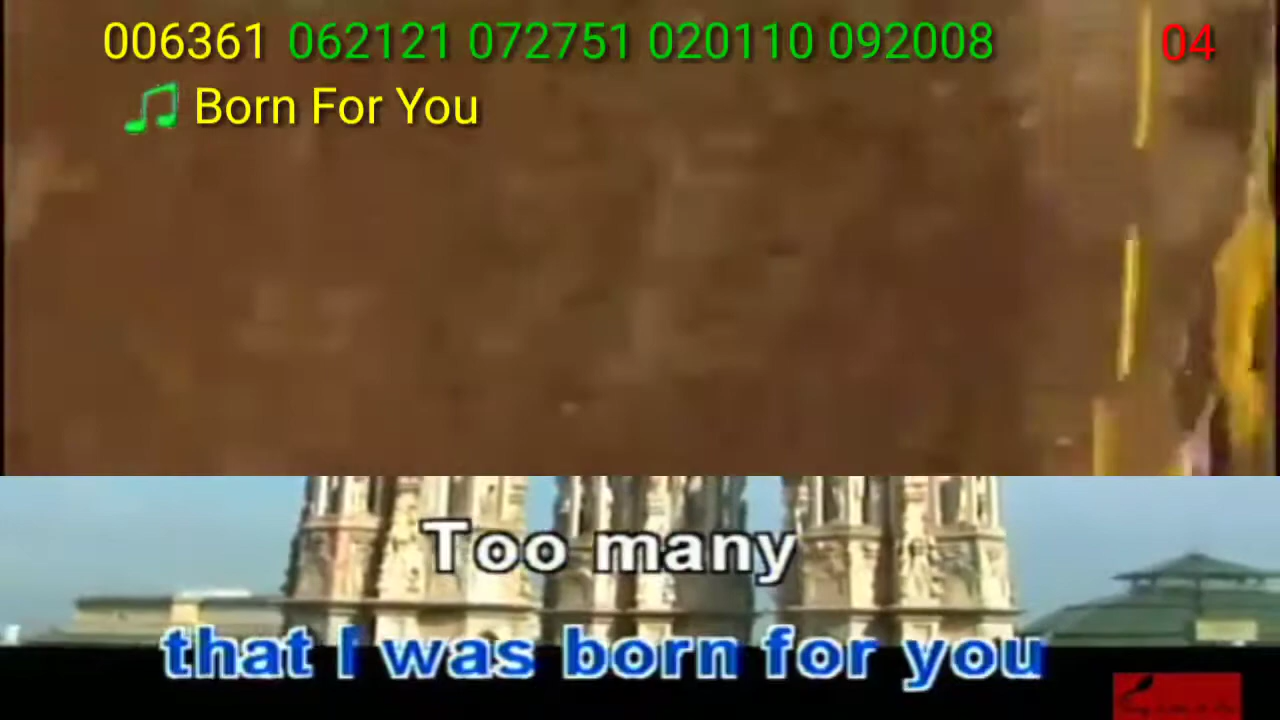 006361 062121 072751 020110 092008 04
🎵 Born For You
Too many
that I was born for you